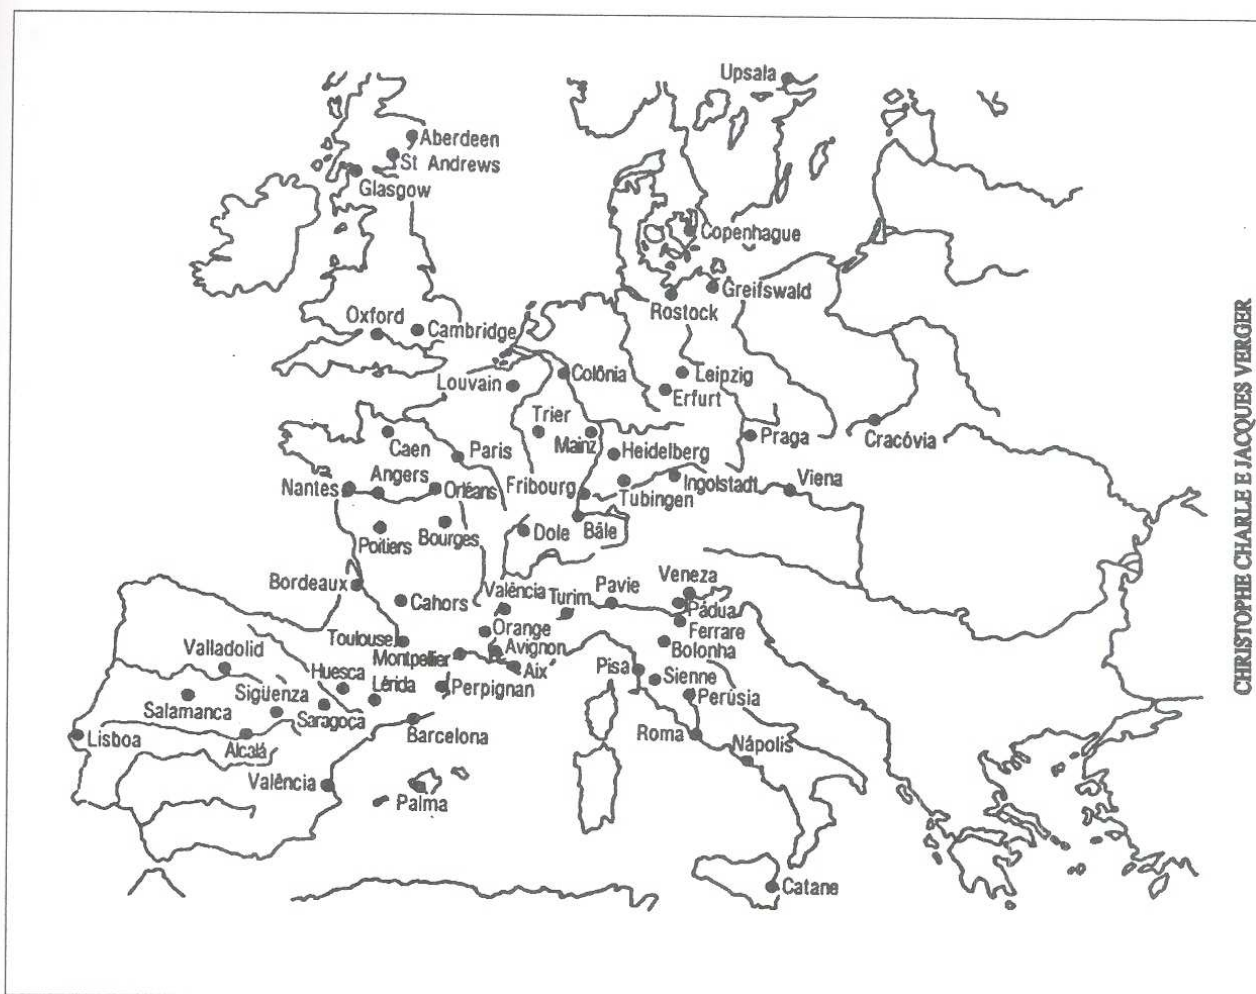 Upsala
Aberdeen
St Andrews
Glasgow
Copenhague
Greifswald
Rostock
Oxford
Cambridge
Louvain
Colônia
Leipzig
Erfurt
Trier
Mainz
Caen
Paris
Heidelberg
Praga
Cracóvia
Nantes
Angers
Orléans
Fribourg
Tubingen
Ingolstadt
Viena
Poitiers
Bourges
Dole
Bâle
Bordeaux
Cahors
Valência
Turim
Pavie
Veneza
Pádua
Orange
Ferrare
Toulouse
Montpellier
Avignon
Aix
Bolonha
Valladolid
Huesca
Lérida
Perpignan
Pisa
Sienne
Perúsia
Salamanca
Sigüenza
Saragoça
Lisboa
Alcalá
Barcelona
Roma
Nápolis
Valência
Palma
Catane
CHRISTOPHE CHARLE E JACQUES VERGER